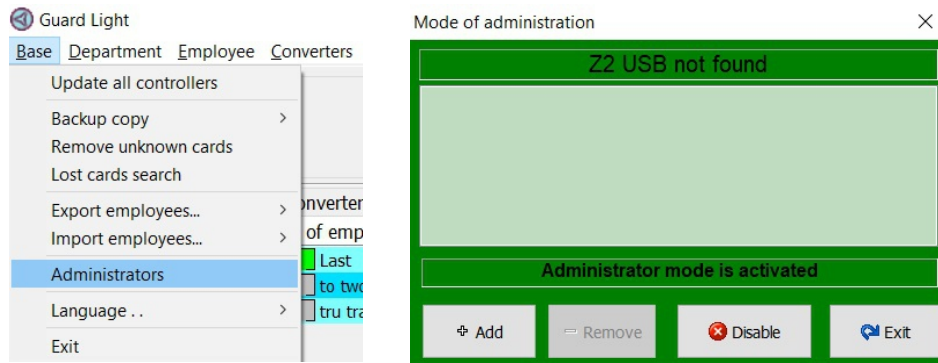 Guard Light
Base Department Employee Converters
Update all controllers
Backup copy
Remove unknown cards
Lost cards search
Export employees...
Import employees...
Administrators
Language . .
Exit
onverter
of emp
Last
to two
tru tra
Mode of administration
Z2 USB not found
Administrator mode is activated
Add Remove Disable Exit